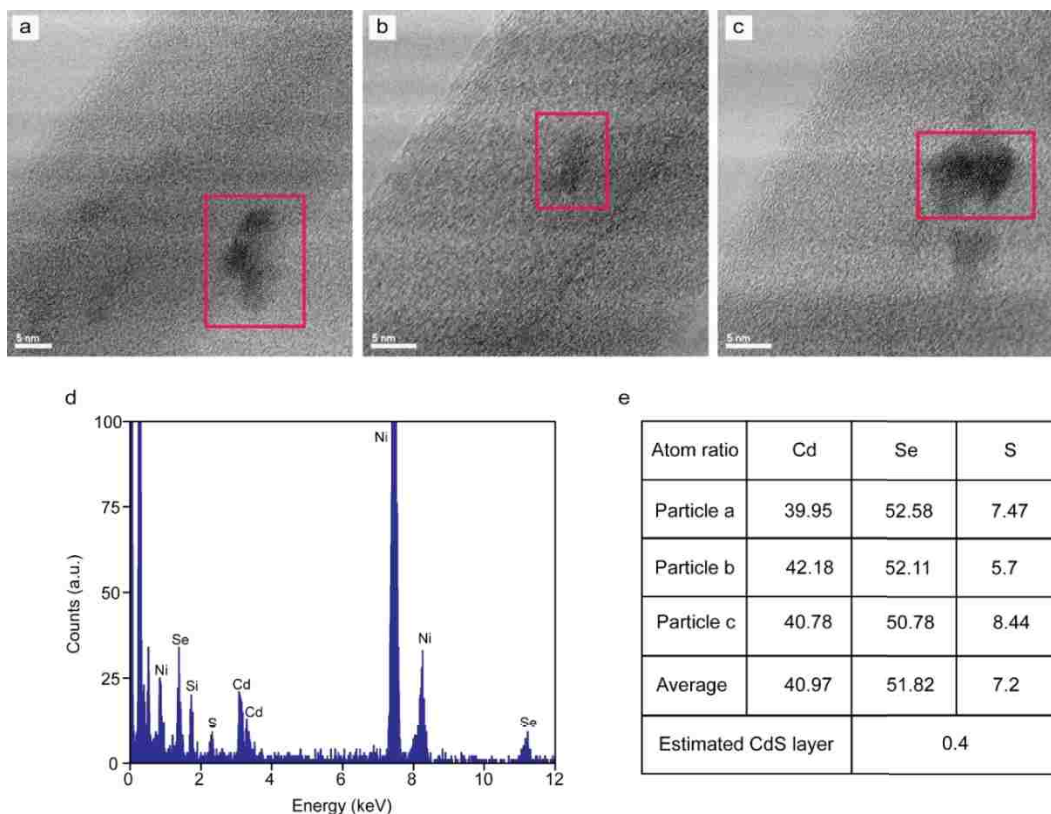 a
b
c
5 nm
5 nm
5 nm
d
100
75
50
25
0
Counts (a.u.)
Ni
Se
Si
S
Cd
Cd
Ni
Ni
Se
0 2 4 6 8 10 12
Energy (keV)
e
Atom ratio Cd Se S
Particle a 39.95 52.58 7.47
Particle b 42.18 52.11 5.7
Particle c 40.78 50.78 8.44
Average 40.97 51.82 7.2
Estimated CdS layer 0.4